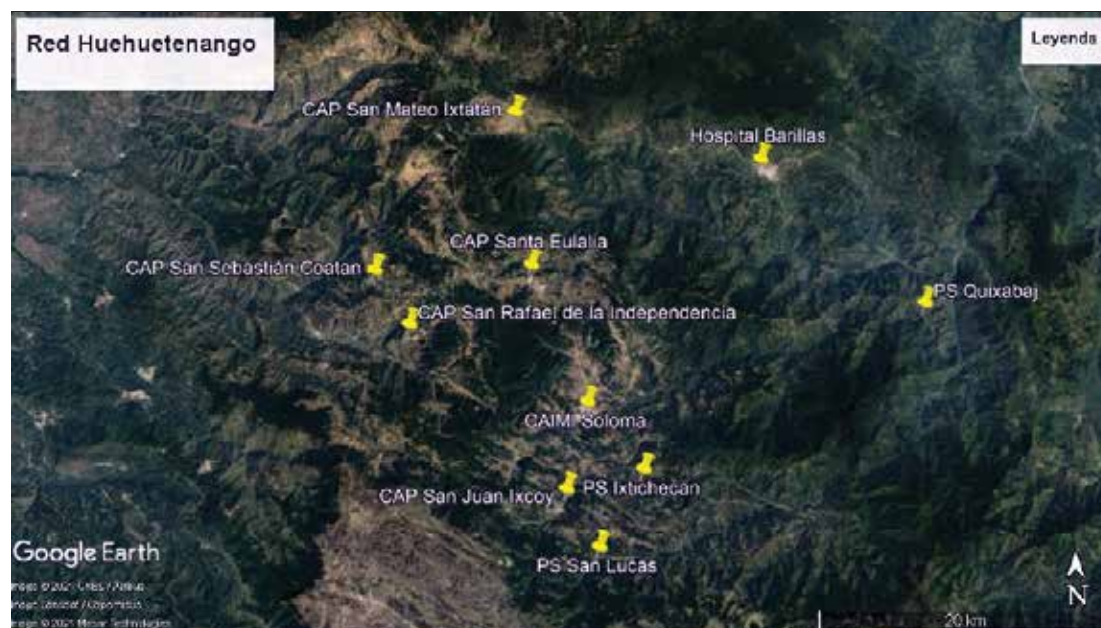 Red Huehuetenango
Leyenda
CAP San Mateo Ixtatán
Hospital Barillas
CAP Santa Eulalia
CAP San Sebastián Coatan
PS Quixabaj
CAP San Rafael de la Independencia
CAIMI Soloma
PS Ixtichecan
CAP San Juan Ixcoy
PS San Lucas
Google Earth
N
20 km